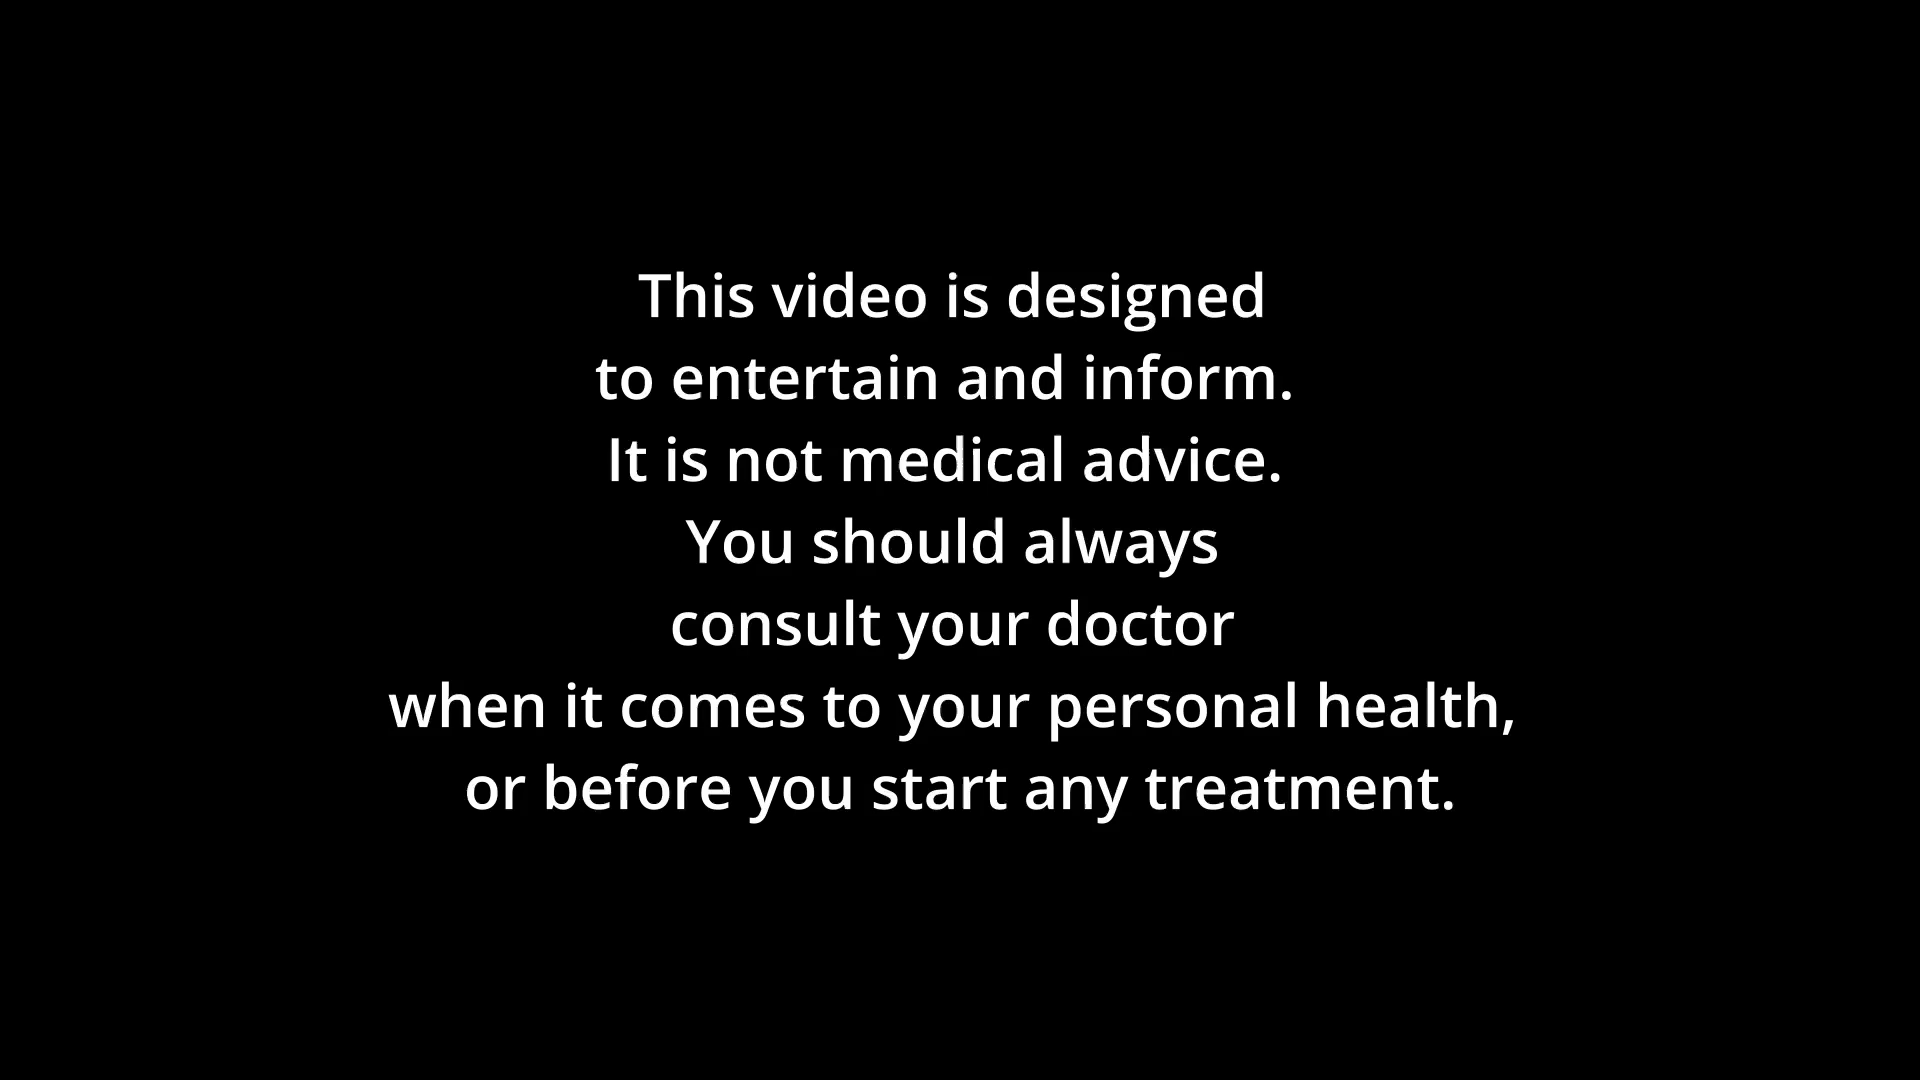 This video is designed
to entertain and inform.
It is not medical advice.
You should always
consult your doctor
when it comes to your personal health,
or before you start any treatment.